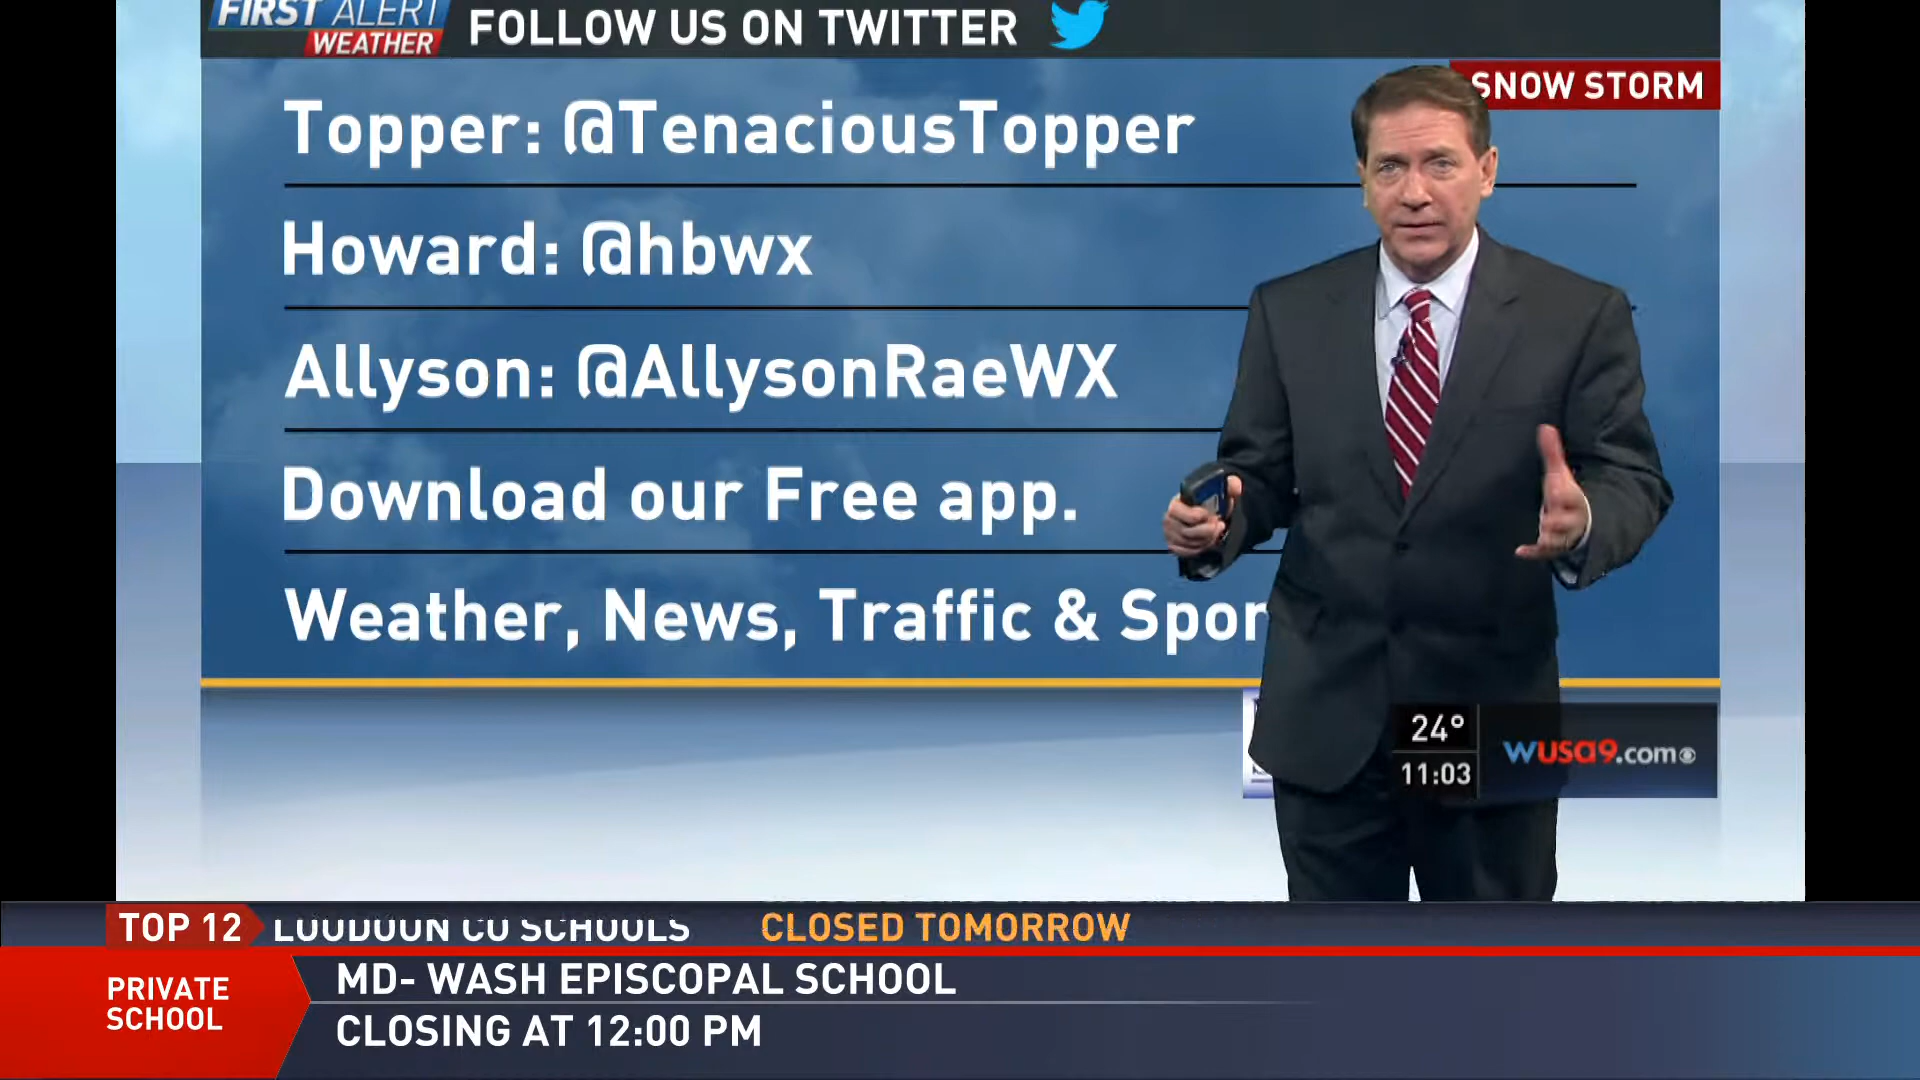 FIRST ALERT
WEATHER
FOLLOW US ON TWITTER
SNOW STORM
Topper: @TenaciousTopper
Howard: @hbwx
Allyson: @AllysonRaeWX
Download our Free app.
Weather, News, Traffic & Spor
24°
11:03
wusa9.com
TOP 12
LOUDOUN CO SCHOOLS CLOSED TOMORROW
PRIVATE
SCHOOL
MD- WASH EPISCOPAL SCHOOL
CLOSING AT 12:00 PM